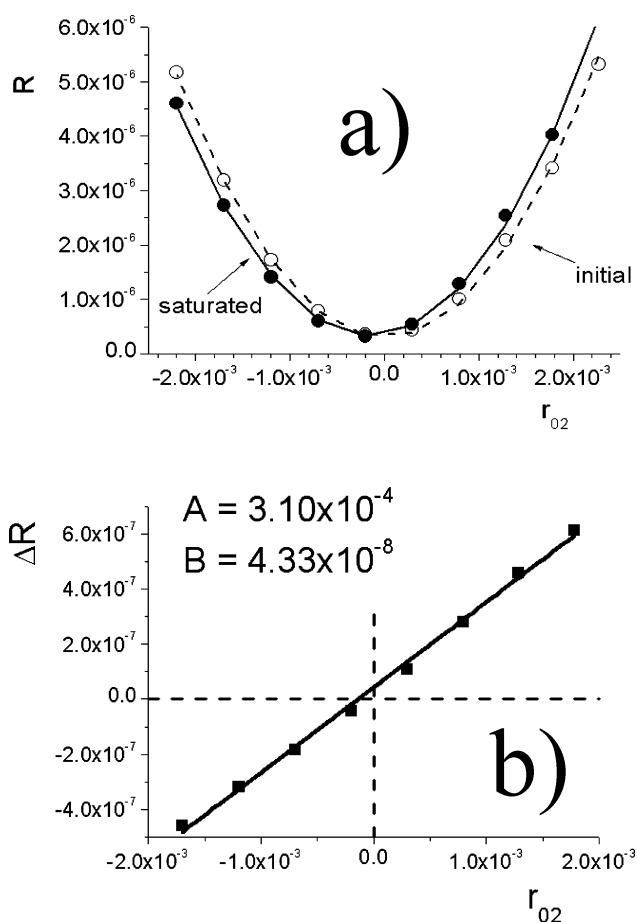 6.0x10⁻⁶
5.0x10⁻⁶
4.0x10⁻⁶
3.0x10⁻⁶
2.0x10⁻⁶
1.0x10⁻⁶
0.0
R
a)
saturated
initial
-2.0x10⁻³ -1.0x10⁻³ 0.0 1.0x10⁻³ 2.0x10⁻³
r₀₂
A = 3.10x10⁻⁴
B = 4.33x10⁻⁸
ΔR
6.0x10⁻⁷
4.0x10⁻⁷
2.0x10⁻⁷
0.0
-2.0x10⁻⁷
-4.0x10⁻⁷
b)
-2.0x10⁻³ -1.0x10⁻³ 0.0 1.0x10⁻³ 2.0x10⁻³
r₀₂